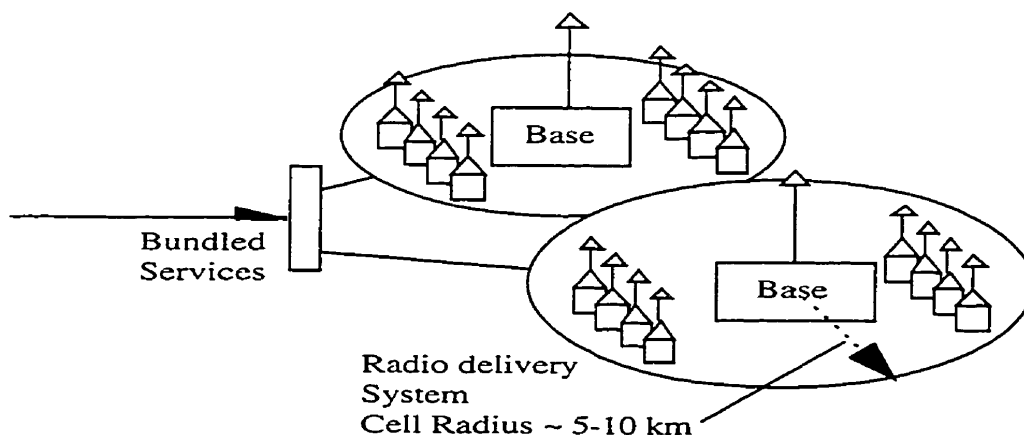 Base
Base
Bundled
Services
Radio delivery
System
Cell Radius ~ 5-10 km